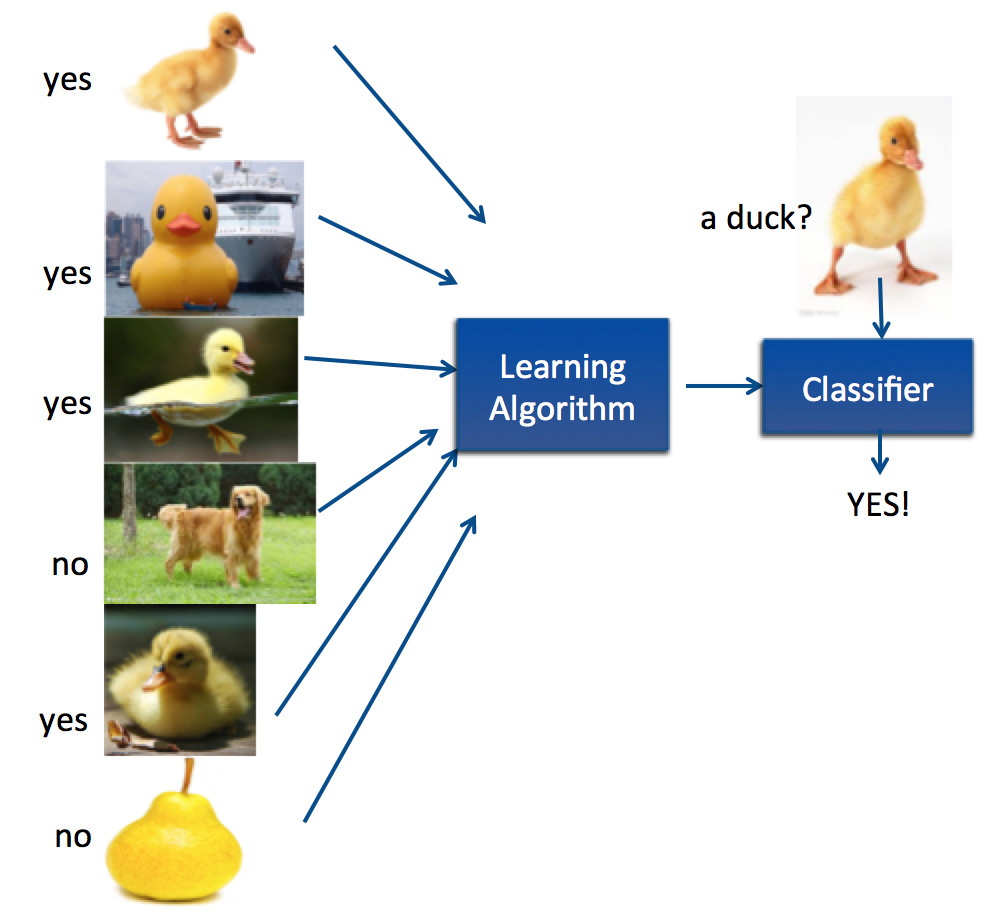 yes
yes
yes
no
yes
no
Learning
Algorithm
a duck?
Classifier
YES!